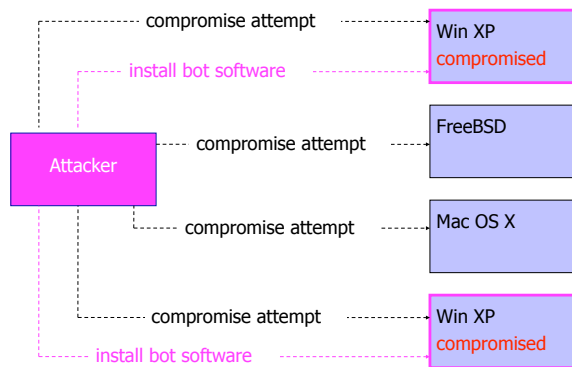 compromise attempt
Win XP
compromised
install bot software
FreeBSD
compromise attempt
Attacker
Mac OS X
compromise attempt
Win XP
compromise attempt
compromised
install bot software